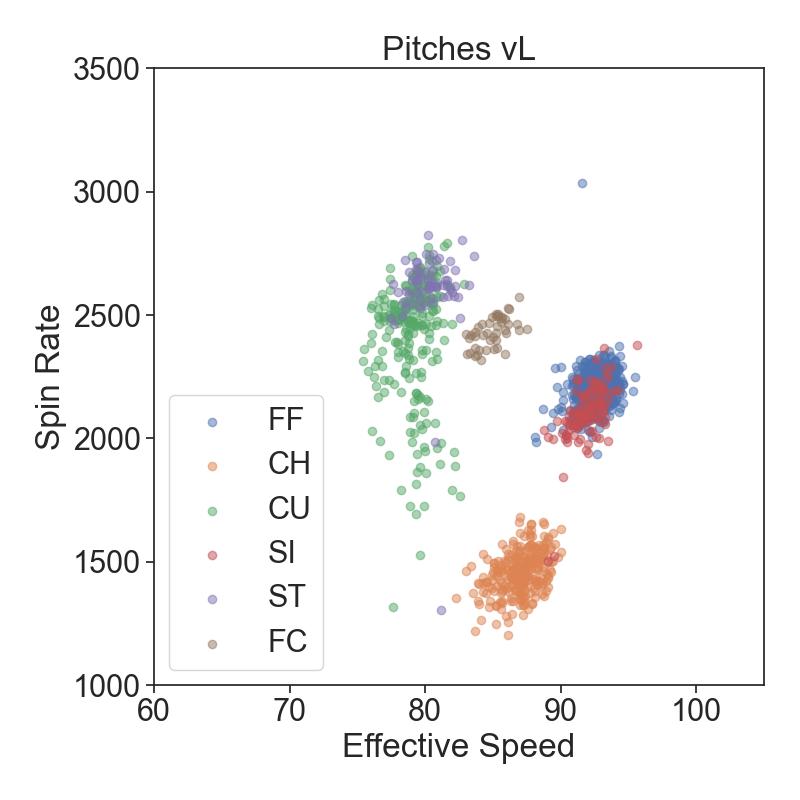 Pitches vL
3500
3000
2500
2000
1500
1000
Spin Rate
FF
CH
CU
SI
ST
FC
60 70 80 90 100
Effective Speed